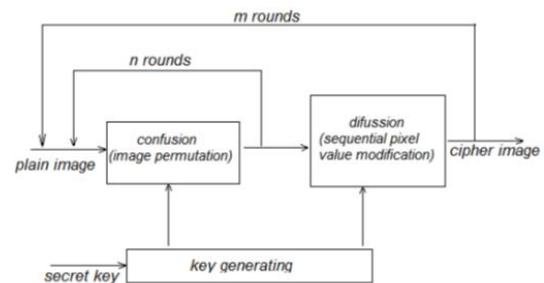 m rounds
n rounds
confusion
(image permutation)
difussion
(sequential pixel
value modification)
plain image
cipher image
key generating
secret key